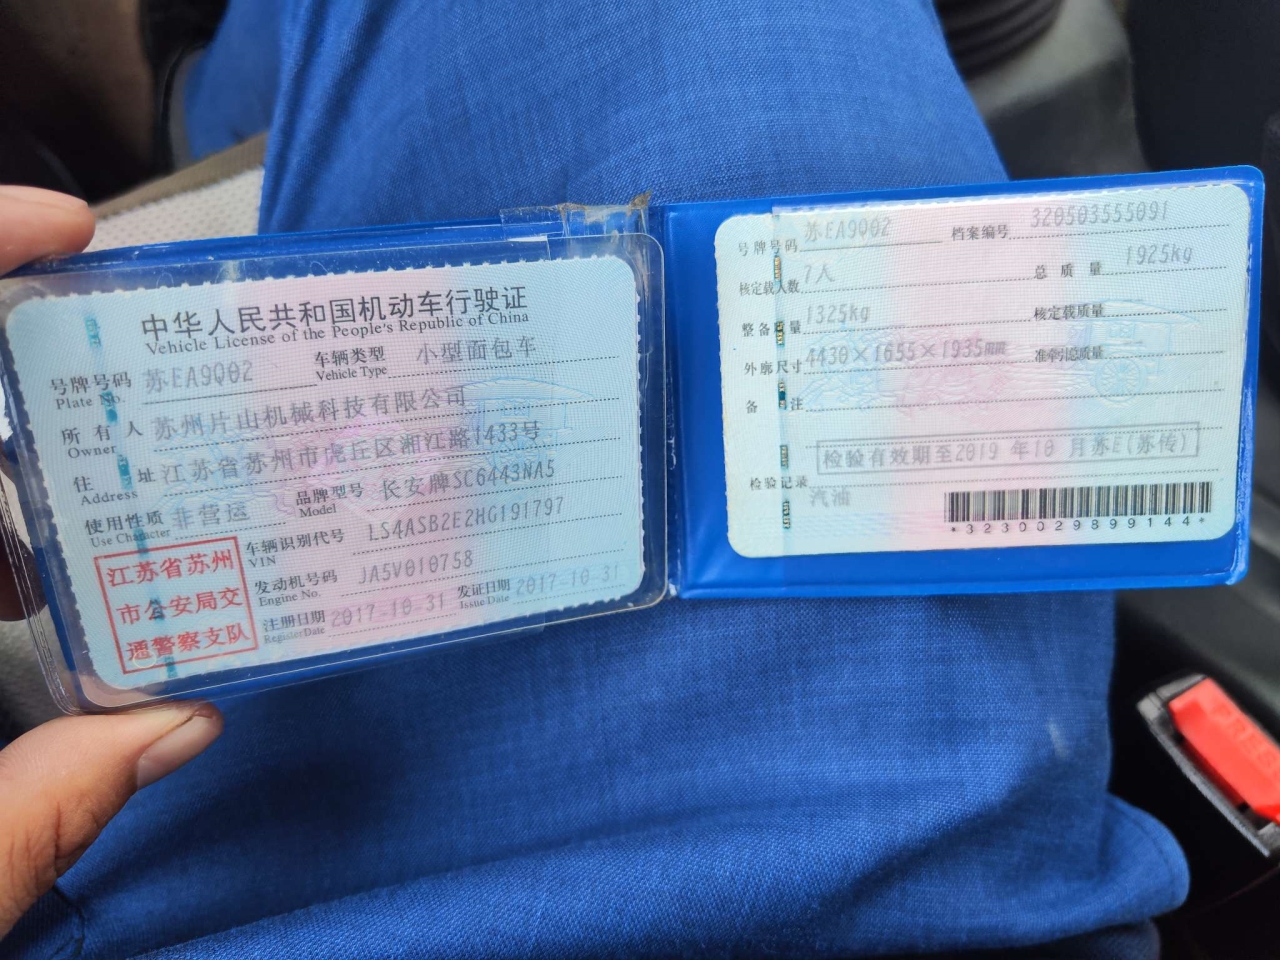 中华人民共和国机动车行驶证
Vehicle License of the People's Republic of China
号牌号码 苏EA9Q02 车辆类型 小型面包车
Plate No. Vehicle Type
所有人 苏州片山机械科技有限公司
Owner
住址 江苏省苏州市虎丘区湘江路1433号
Address
使用性质 非营运 品牌型号 长安牌SC6443NA5
Use Character Model
车辆识别代号 LS4ASB2E2HG191797
VIN
发动机号码 JA5V010758
Engine No.
注册日期 2017-10-31 发证日期 2017-10-31
Register Date Issue Date
江苏省苏州
市公安局交
通警察支队
号牌号码 苏EA9Q02 档案编号 320503555091
核定载人数 7人 总质量 1925kg
整备质量 1325kg 核定载质量
外廓尺寸 4430×1655×1935mm 准牵引总质量
备注
检验有效期至2019年10月苏E(苏传)
检验记录
汽油
*3230029899144*